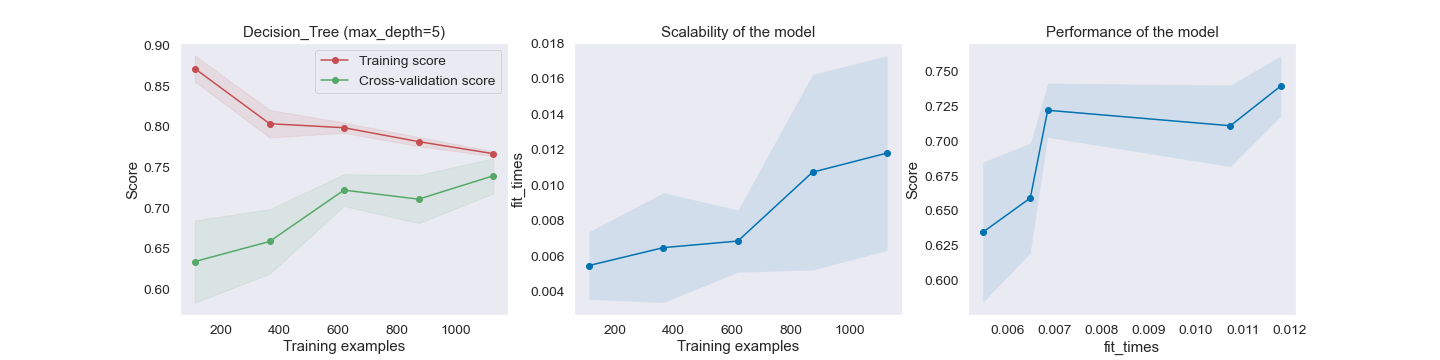 Decision_Tree (max_depth=5)
Training score
Cross-validation score
0.90
0.85
0.80
0.75
0.70
0.65
0.60
Score
200 400 600 800 1000
Training examples
Scalability of the model
0.018
0.016
0.014
0.012
0.010
0.008
0.006
0.004
fit_times
200 400 600 800 1000
Training examples
Performance of the model
0.750
0.725
0.700
0.675
0.650
0.625
0.600
Score
0.006 0.007 0.008 0.009 0.010 0.011 0.012
fit_times